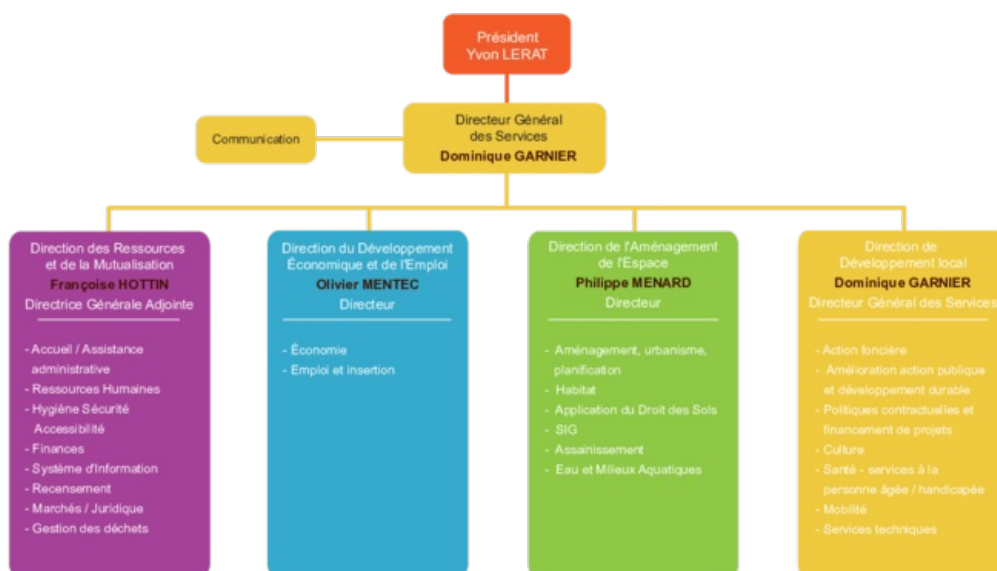 Président
Yvon LERAT
Communication
Directeur Général
des Services
Dominique GARNIER
Direction des Ressources
et de la Mutualisation
Françoise HOTTIN
Directrice Générale Adjointe
- Accueil / Assistance
administrative
- Ressources Humaines
- Hygiène Sécurité
Accessibilité
- Finances
- Système d'Information
- Recensement
- Marchés / Juridique
- Gestion des déchets
Direction du Développement
Économique et de l'Emploi
Olivier MENTEC
Directeur
- Économie
- Emploi et insertion
Direction de l'Aménagement
de l'Espace
Philippe MENARD
Directeur
- Aménagement, urbanisme,
planification
- Habitat
- Application du Droit des Sols
- SIG
- Assainissement
- Eau et Milieux Aquatiques
Direction de
Développement local
Dominique GARNIER
Directeur Général des Services
- Action foncière
- Amélioration action publique
et développement durable
- Politiques contractuelles et
financement de projets
- Culture
- Santé - services à la
personne âgée / handicapée
- Mobilité
- Services techniques